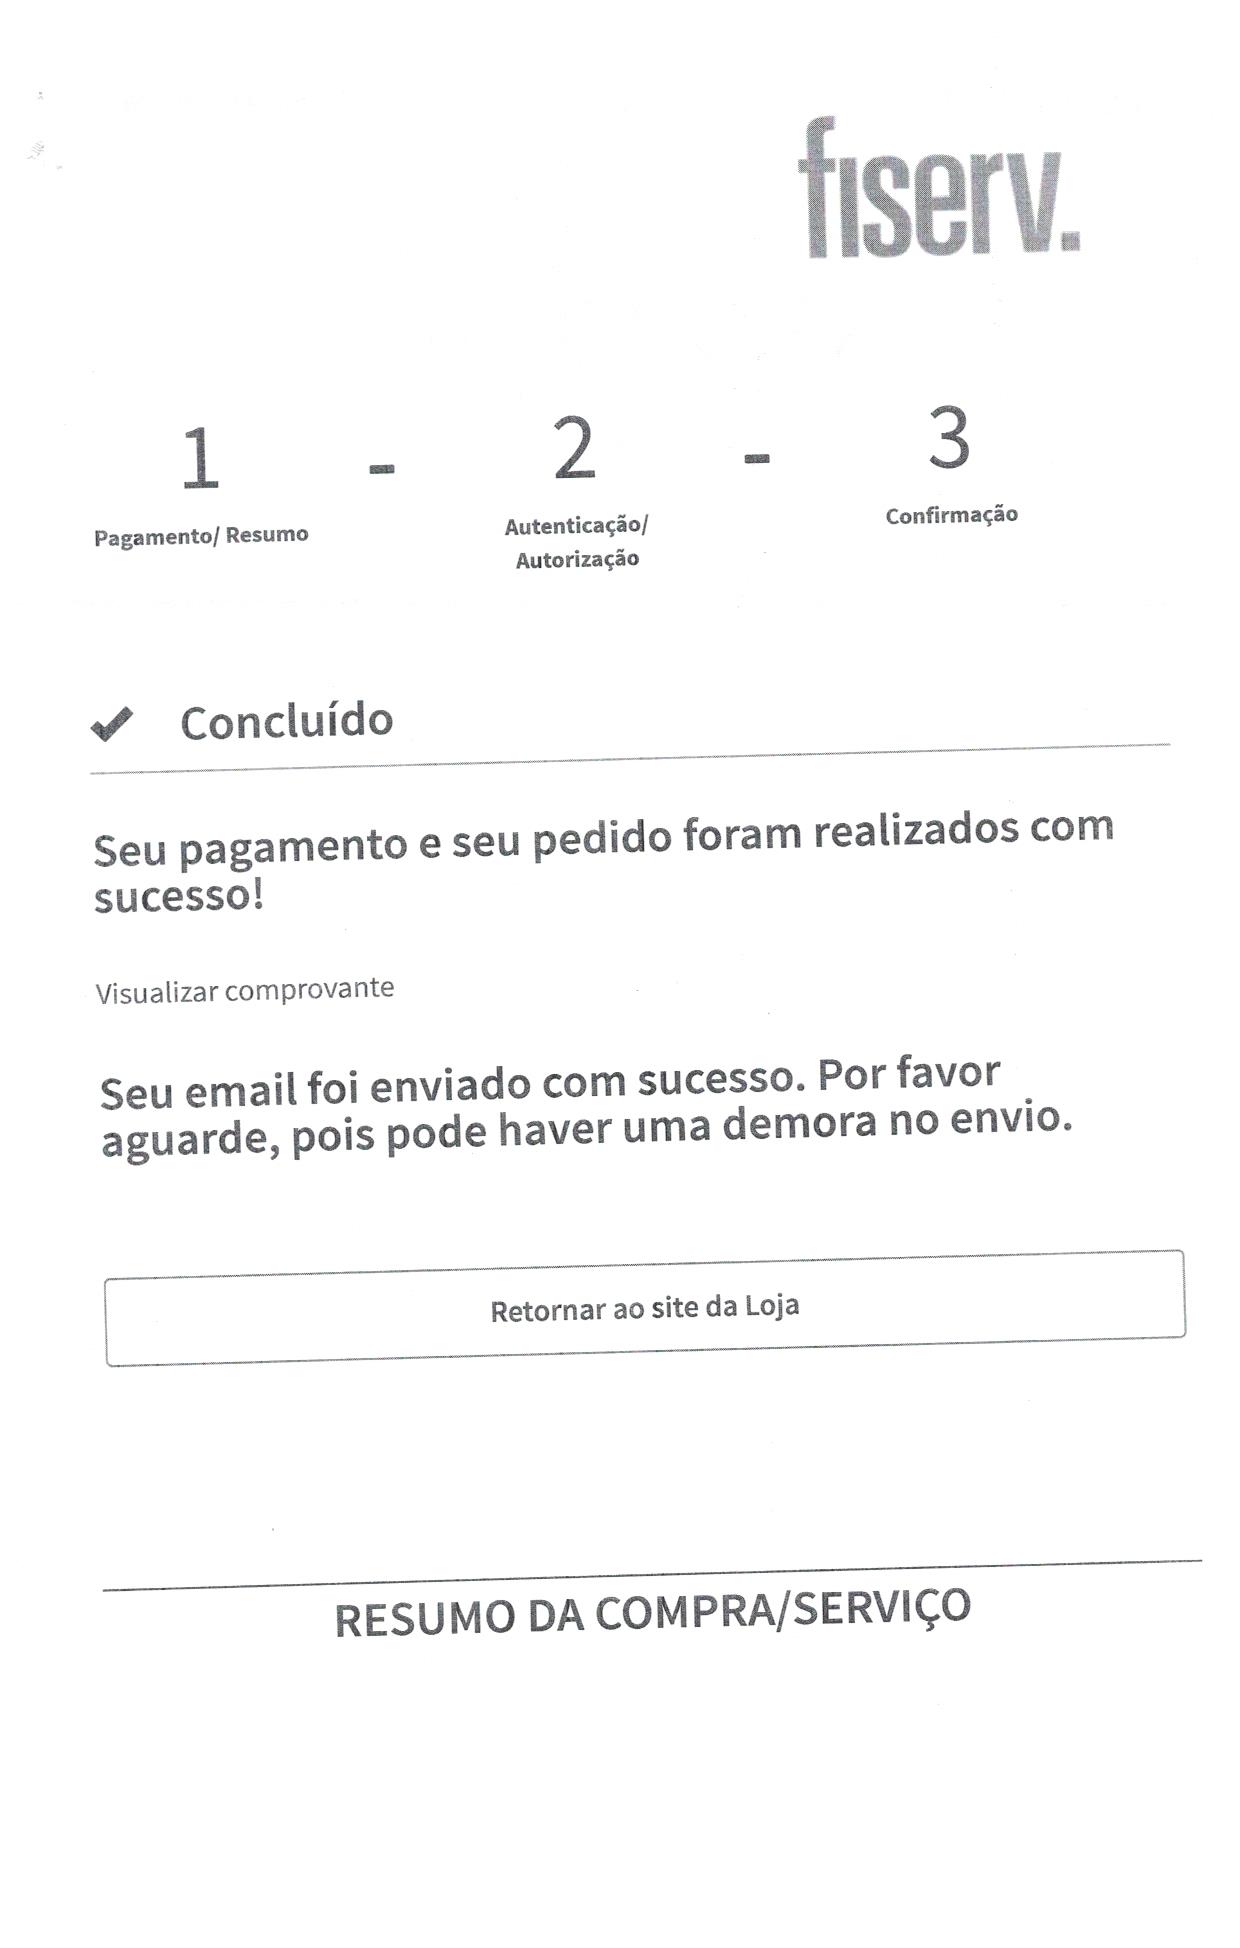 fiserv.
1 - 2 - 3
Pagamento/ Resumo
Autenticação/
Autorização
Confirmação
Concluído
Seu pagamento e seu pedido foram realizados com
sucesso!
Visualizar comprovante
Seu email foi enviado com sucesso. Por favor
aguarde, pois pode haver uma demora no envio.
Retornar ao site da Loja
RESUMO DA COMPRA/SERVIÇO